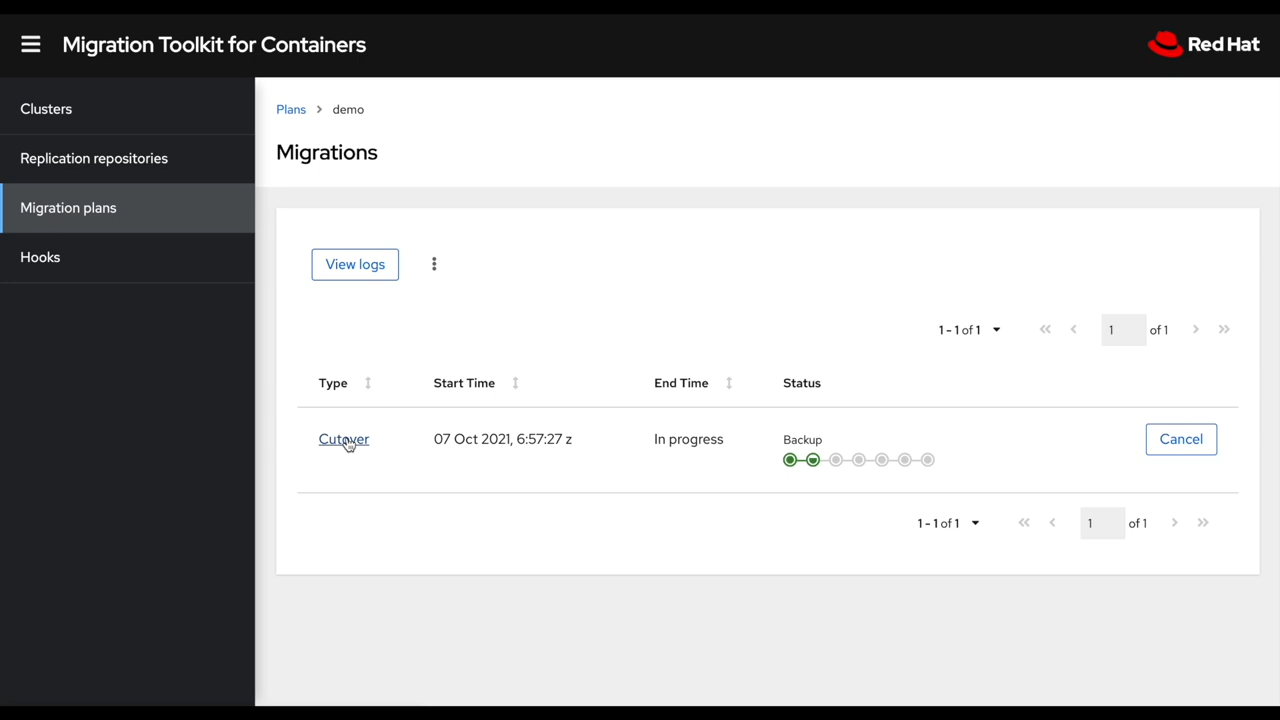 Migration Toolkit for Containers
Red Hat
Clusters
Replication repositories
Migration plans
Hooks
Plans > demo
Migrations
View logs
1 - 1 of 1
1 of 1
Type Start Time End Time Status
Cutover 07 Oct 2021, 6:57:27 z In progress Backup Cancel
1 - 1 of 1
1 of 1